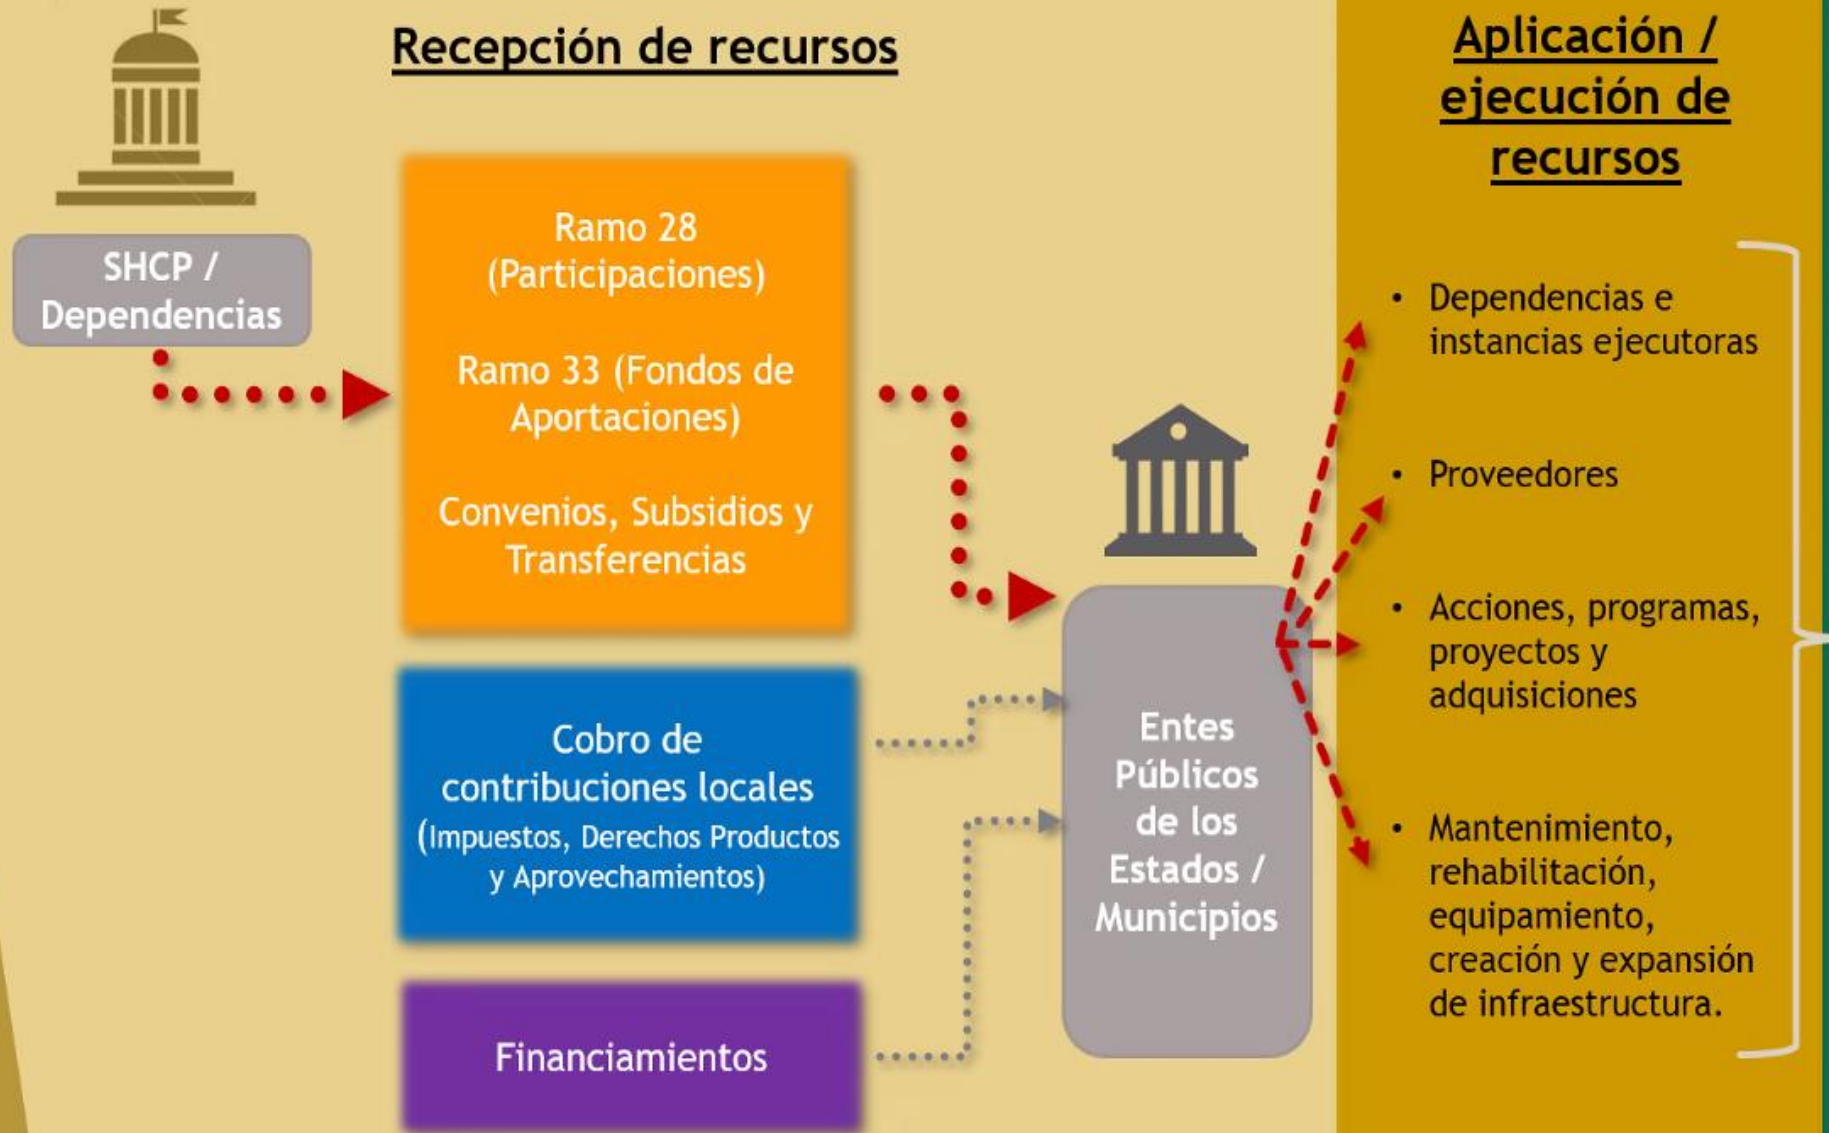 Recepción de recursos
SHCP /
Dependencias
Ramo 28
(Participaciones)
Ramo 33 (Fondos de
Aportaciones)
Convenios, Subsidios y
Transferencias
Cobro de
contribuciones locales
(Impuestos, Derechos Productos
y Aprovechamientos)
Financiamientos
Entes
Públicos
de los
Estados /
Municipios
Aplicación /
ejecución de
recursos
• Dependencias e
instancias ejecutoras
• Proveedores
• Acciones, programas,
proyectos y
adquisiciones
• Mantenimiento,
rehabilitación,
equipamiento,
creación y expansión
de infraestructura.